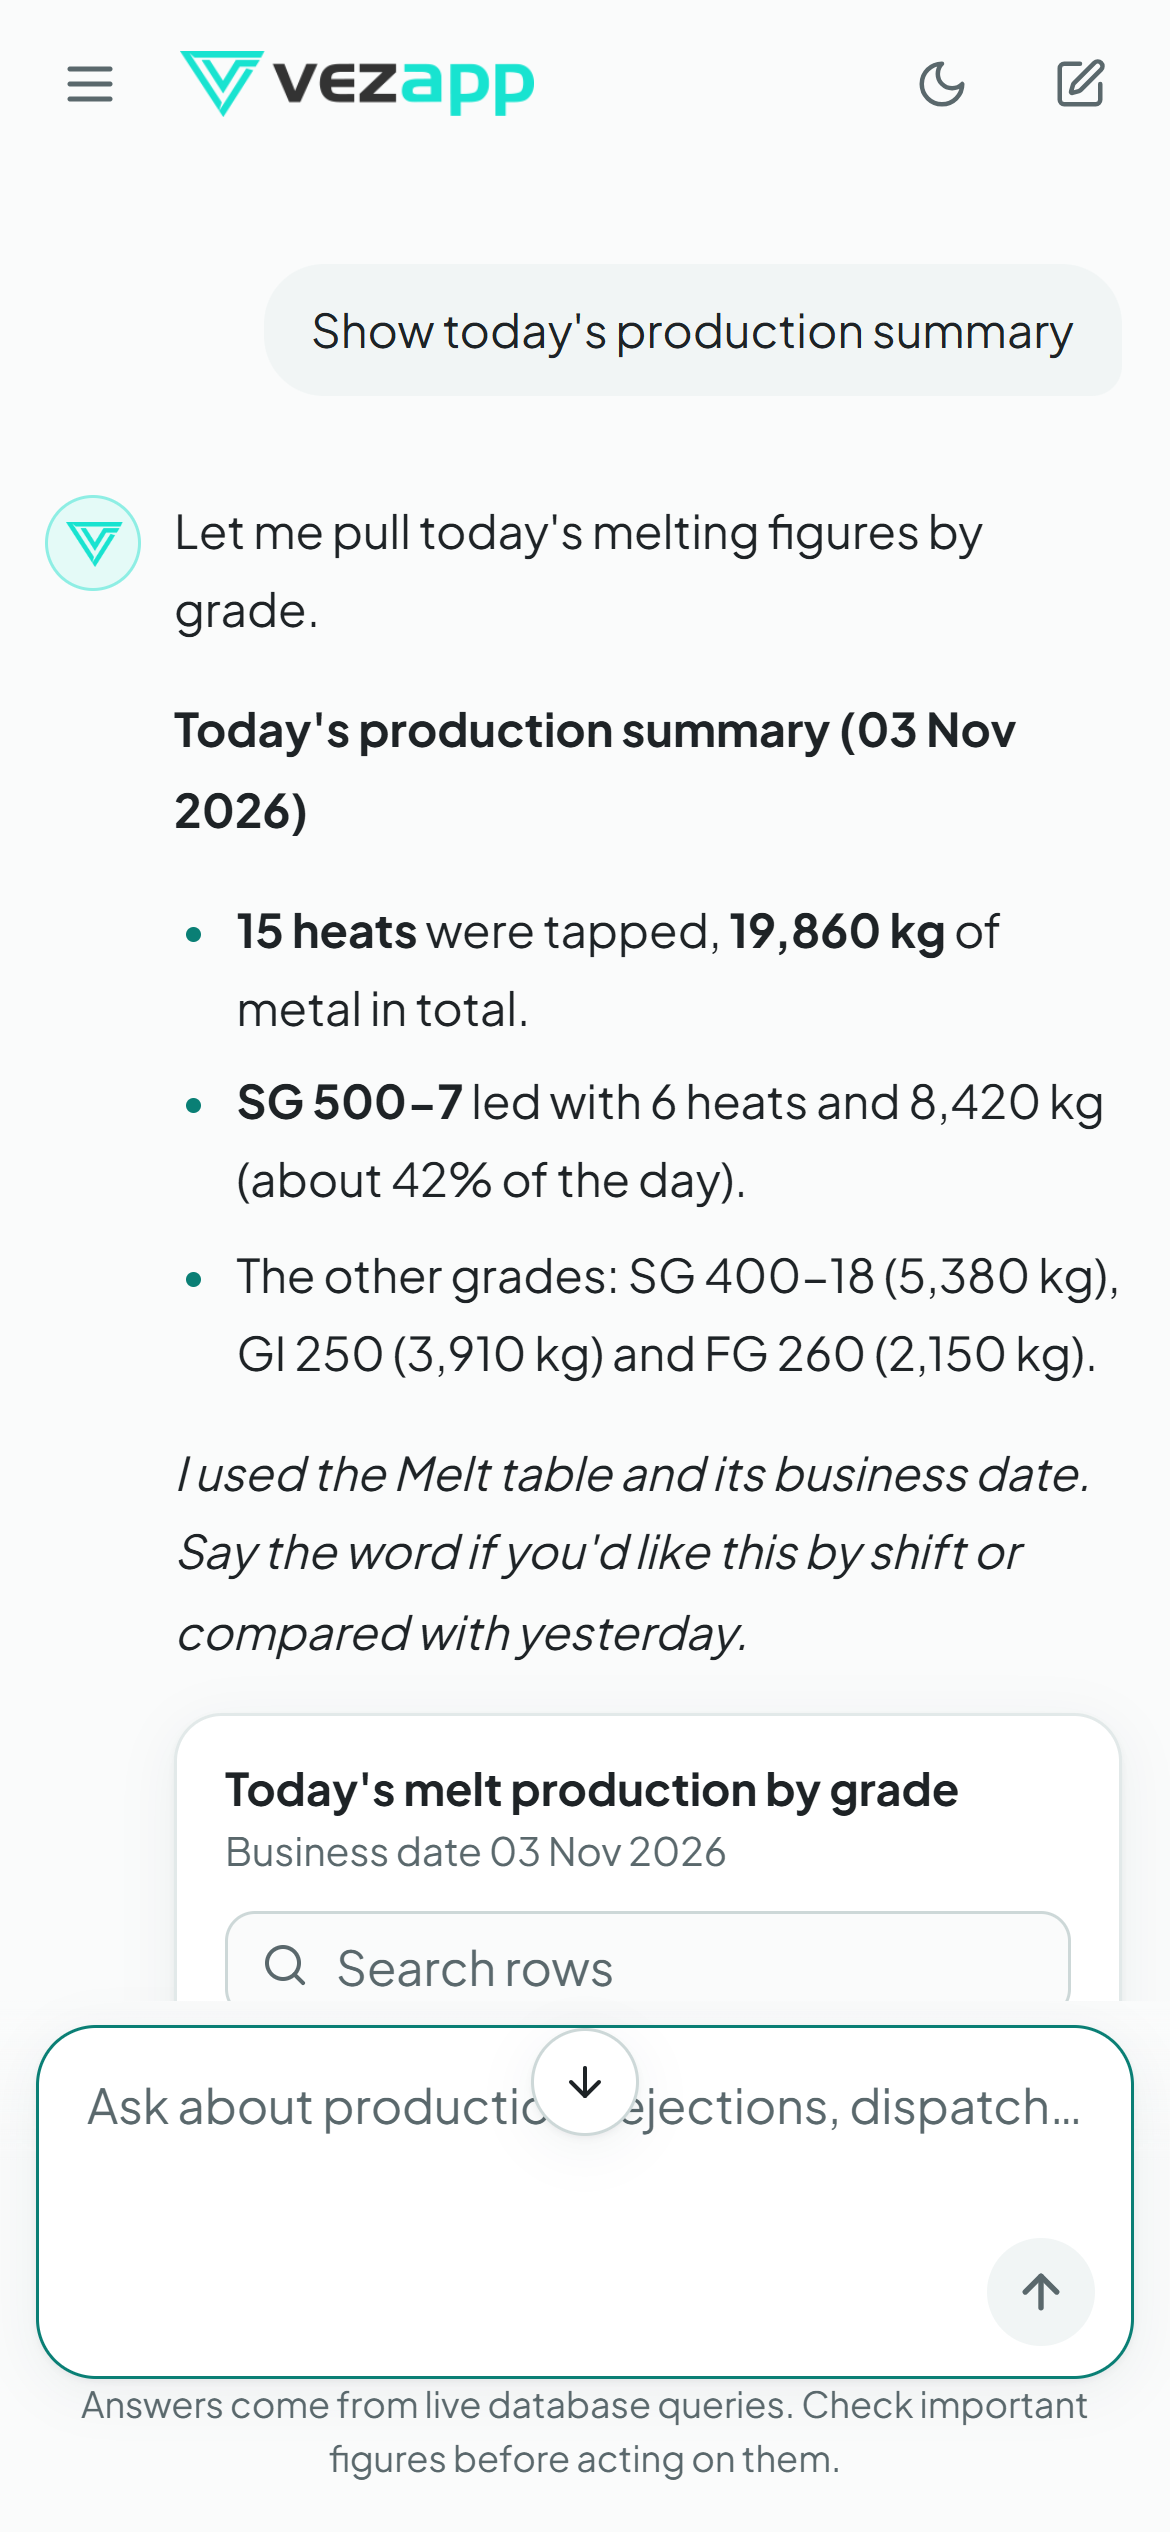 vezapp
Show today's production summary
Let me pull today's melting figures by
grade.
Today's production summary (03 Nov
2026)
• 15 heats were tapped, 19,860 kg of
metal in total.
• SG 500–7 led with 6 heats and 8,420 kg
(about 42% of the day).
• The other grades: SG 400–18 (5,380 kg),
GI 250 (3,910 kg) and FG 260 (2,150 kg).
I used the Melt table and its business date.
Say the word if you'd like this by shift or
compared with yesterday.
Today's melt production by grade
Business date 03 Nov 2026
Search rows
Ask about dispatch...
Answers come from live database queries. Check important
figures before acting on them.